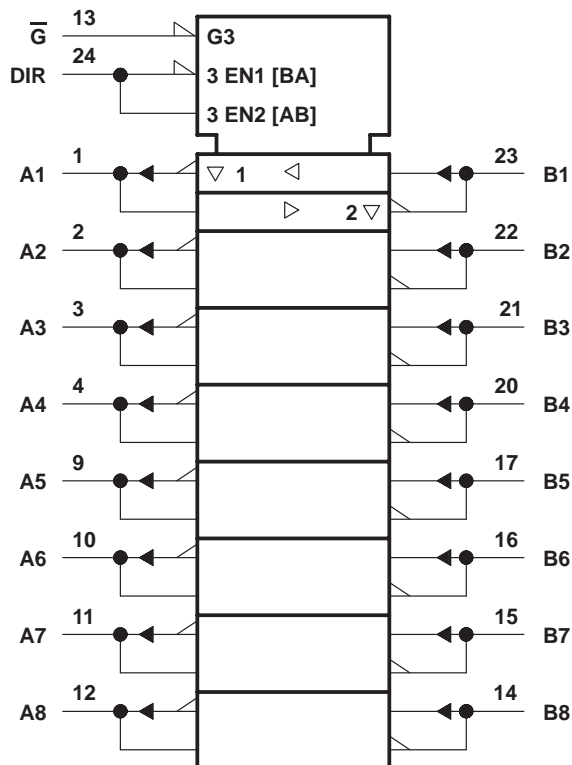 G̅ 13 G3
DIR 24 3 EN1 [BA]
3 EN2 [AB]
A1 1 ▽ 1 ◁ 23 B1
▷ 2 ▽
A2 2 22 B2
A3 3 21 B3
A4 4 20 B4
A5 9 17 B5
A6 10 16 B6
A7 11 15 B7
A8 12 14 B8